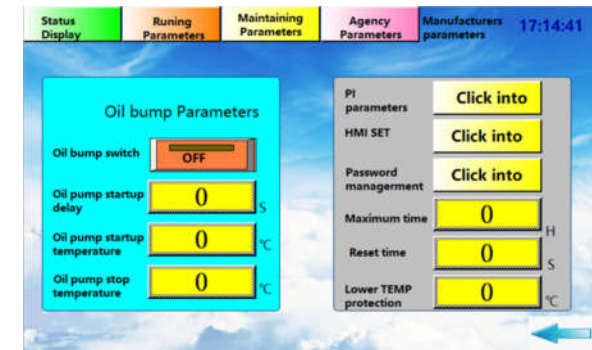 Status Display
Runing Parameters
Maintaining Parameters
Agency Parameters
Manufacturers parameters
17:14:41
Oil bump Parameters
Oil bump switch
OFF
Oil pump startup delay
0
S
Oil pump startup temperature
0
℃
Oil pump stop temperature
0
℃
PI parameters
Click into
HMI SET
Click into
Password managerment
Click into
Maximum time
0
H
Reset time
0
S
Lower TEMP protection
0
℃